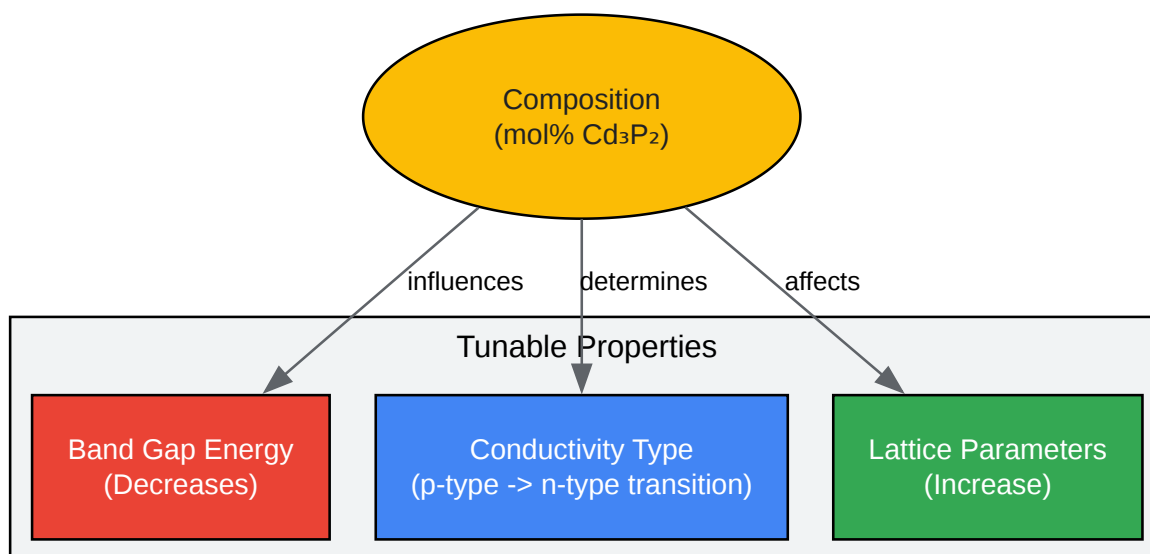 Composition
(mol% Cd₃P₂)
influences
determines
affects
Tunable Properties
Band Gap Energy
(Decreases)
Conductivity Type
(p-type -> n-type transition)
Lattice Parameters
(Increase)